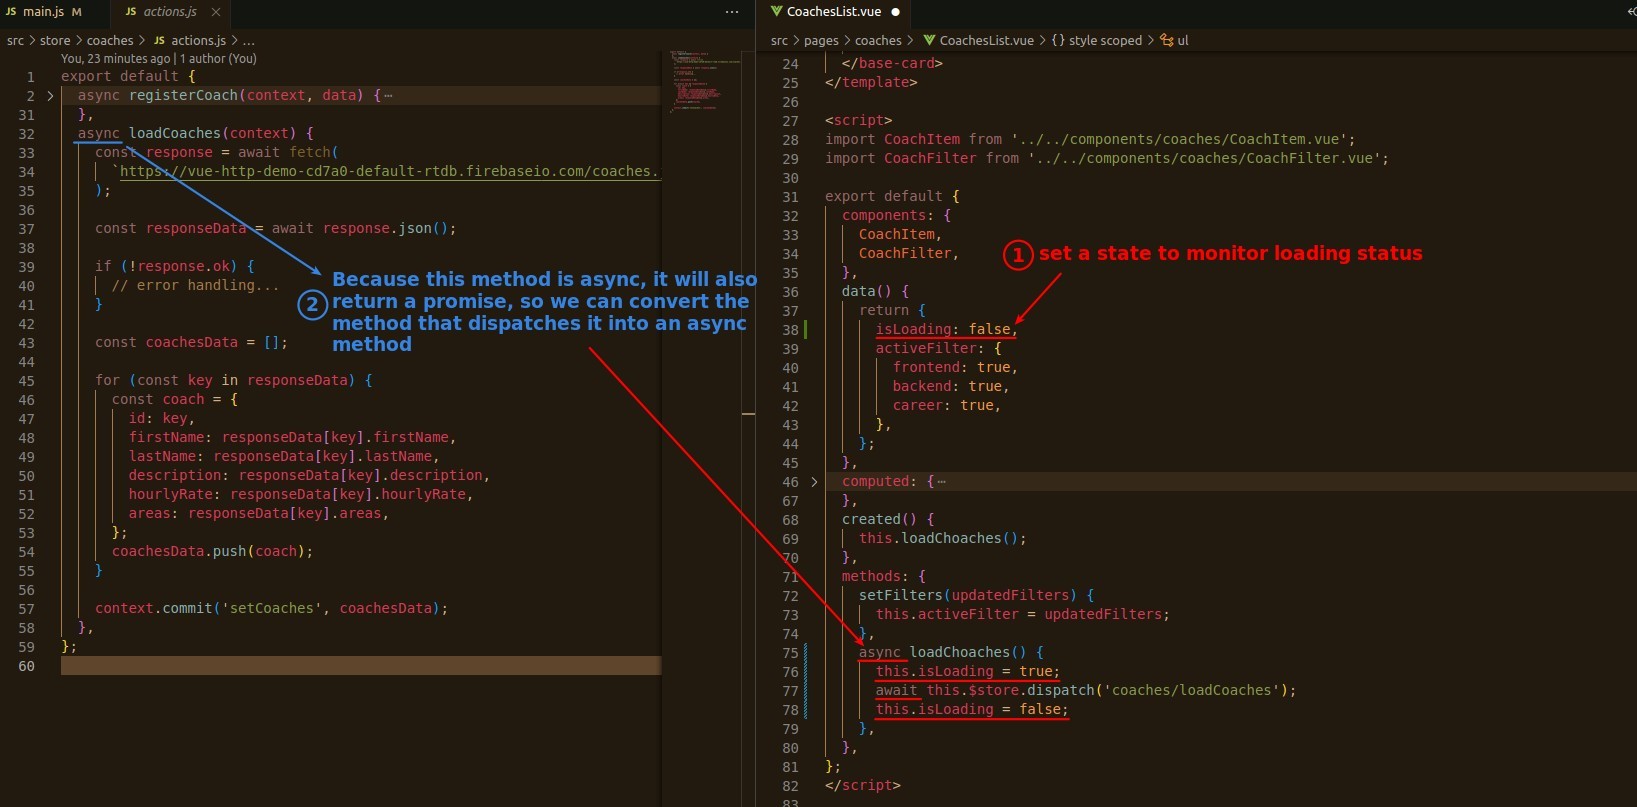 JS main.js M
JS actions.js ×
...
src > store > coaches > JS actions.js > ...
You, 23 minutes ago | 1 author (You)
1 export default {
2 > async registerCoach(context, data) {…
31 },
32 async loadCoaches(context) {
33 const response = await fetch(
34 `https://vue-http-demo-cd7a0-default-rtdb.firebaseio.com/coaches.
35 );
36
37 const responseData = await response.json();
38
39 if (!response.ok) {
40 // error handling...
41 }
42
43 const coachesData = [];
44
45 for (const key in responseData) {
46 const coach = {
47 id: key,
48 firstName: responseData[key].firstName,
49 lastName: responseData[key].lastName,
50 description: responseData[key].description,
51 hourlyRate: responseData[key].hourlyRate,
52 areas: responseData[key].areas,
53 };
54 coachesData.push(coach);
55 }
56
57 context.commit('setCoaches', coachesData);
58 },
59 };
60
2 Because this method is async, it will also
return a promise, so we can convert the
method that dispatches it into an async
method
CoachesList.vue ●
src > pages > coaches > CoachesList.vue > {} style scoped > ul
24 </base-card>
25 </template>
26
27 <script>
28 import CoachItem from '../../components/coaches/CoachItem.vue';
29 import CoachFilter from '../../components/coaches/CoachFilter.vue';
30
31 export default {
32 components: {
33 CoachItem,
34 CoachFilter,
35 },
36 data() {
37 return {
38 isLoading: false,
39 activeFilter: {
40 frontend: true,
41 backend: true,
42 career: true,
43 },
44 };
45 },
46 > computed: {…
67 },
68 created() {
69 this.loadChoaches();
70 },
71 methods: {
72 setFilters(updatedFilters) {
73 this.activeFilter = updatedFilters;
74 },
75 async loadChoaches() {
76 this.isLoading = true;
77 await this.$store.dispatch('coaches/loadCoaches');
78 this.isLoading = false;
79 },
80 },
81 };
82 </script>
83
1 set a state to monitor loading status